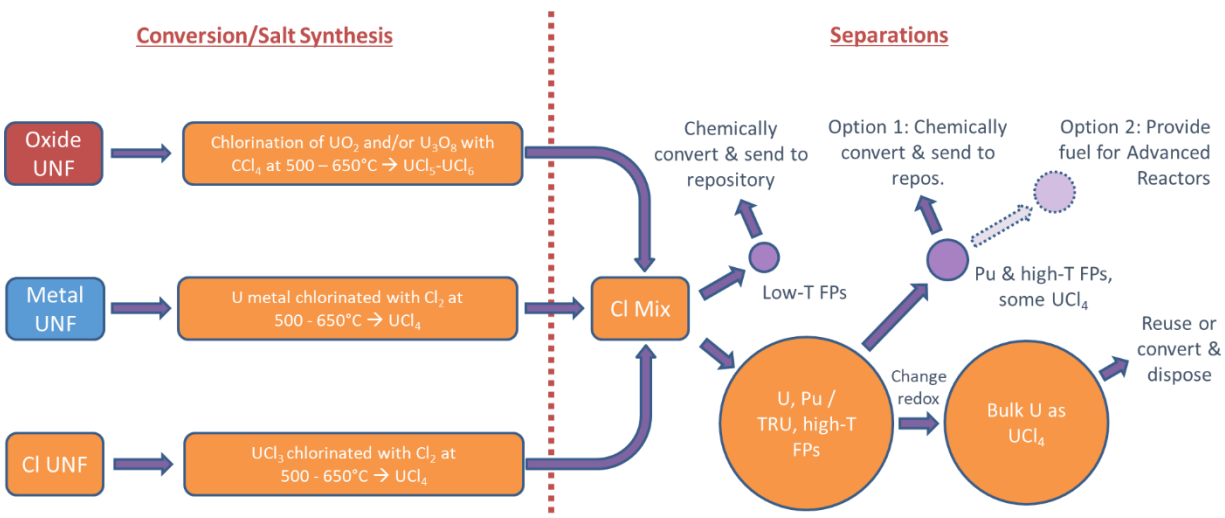 Conversion/Salt Synthesis
Separations
Oxide
UNF
Chlorination of UO₂ and/or U₃O₈ with
CCl₄ at 500 – 650°C → UCl₅-UCl₆
Metal
UNF
U metal chlorinated with Cl₂ at
500 - 650°C → UCl₄
Cl UNF
UCl₃ chlorinated with Cl₂ at
500 - 650°C → UCl₄
Cl Mix
Chemically
convert & send to
repository
Low-T FPs
Option 1: Chemically
convert & send to
repos.
Option 2: Provide
fuel for Advanced
Reactors
Pu & high-T FPs,
some UCl₄
U, Pu /
TRU, high-T
FPs
Change
redox
Bulk U as
UCl₄
Reuse or
convert &
dispose